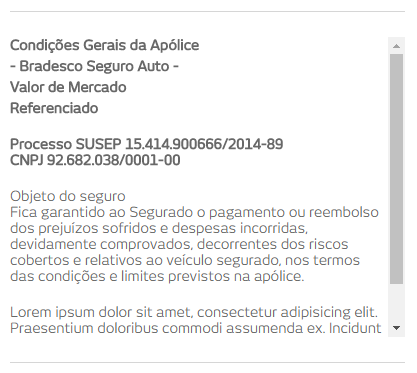 Condições Gerais da Apólice
- Bradesco Seguro Auto -
Valor de Mercado
Referenciado
Processo SUSEP 15.414.900666/2014-89
CNPJ 92.682.038/0001-00
Objeto do seguro
Fica garantido ao Segurado o pagamento ou reembolso
dos prejuízos sofridos e despesas incorridas,
devidamente comprovados, decorrentes dos riscos
cobertos e relativos ao veículo segurado, nos termos
das condições e limites previstos na apólice.
Lorem ipsum dolor sit amet, consectetur adipisicing elit.
Praesentium doloribus commodi assumenda ex. Incidunt